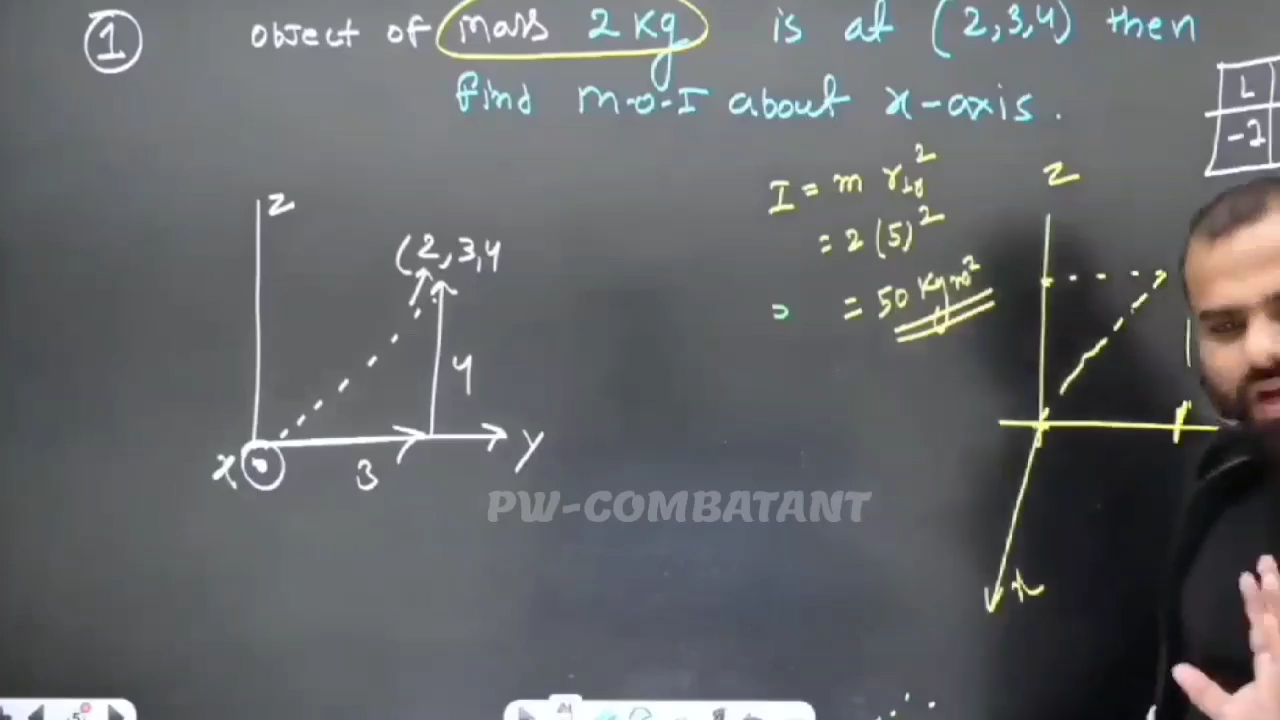 1 object of mass 2 Kg is at (2,3,4) then
find m-o-I about x-axis.
L
-2
I = m r⊥² 
= 2 (5)²
⇒ = 50 Kg m²
z
(2,3,4
4
x
3
y
z
x
PW-COMBATANT